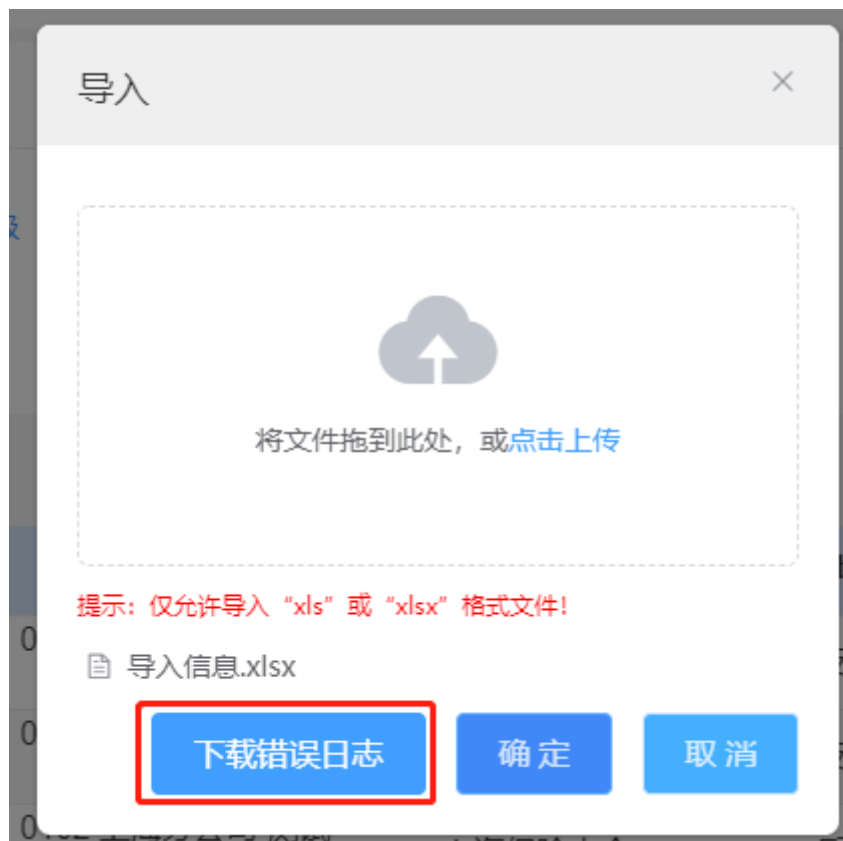 导入
将文件拖到此处，或点击上传
提示：仅允许导入“xls”或“xlsx”格式文件！
导入信息.xlsx
下载错误日志
确 定
取 消
0
0